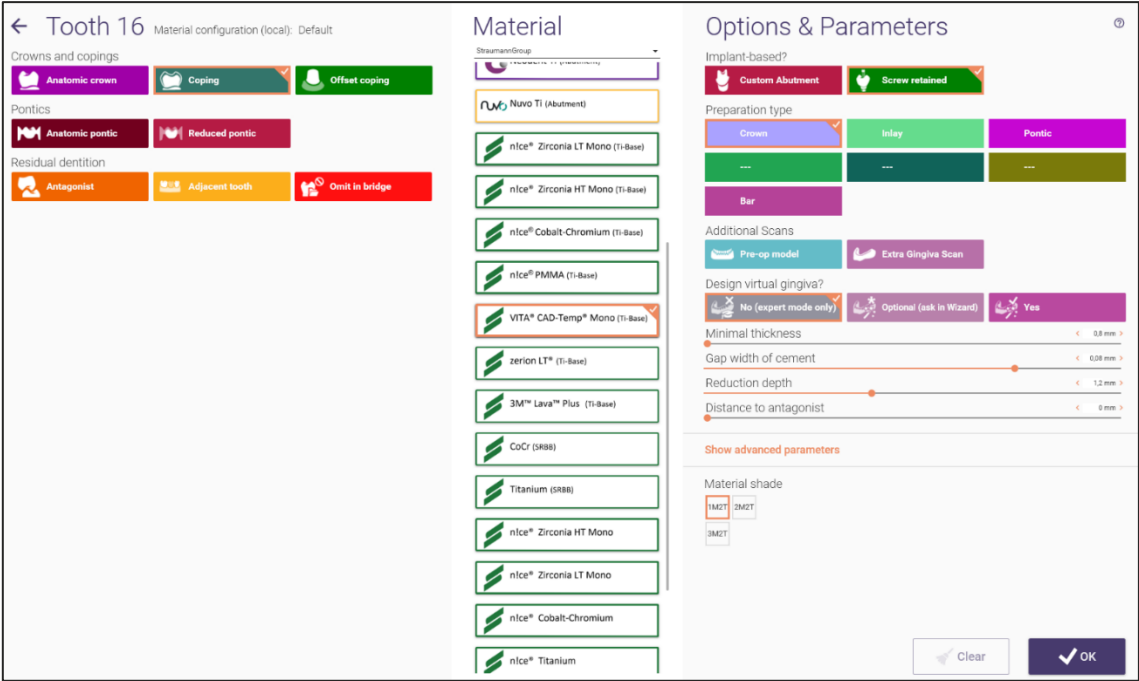 Tooth 16 Material configuration (local): Default
Crowns and copings
Anatomic crown
Coping
Offset coping
Pontics
Anatomic pontic
Reduced pontic
Residual dentition
Antagonist
Adjacent tooth
Omit in bridge
Material
StraumannGroup
nuvo Nuvo Ti (Abutment)
n!ce® Zirconia LT Mono (Ti-Base)
n!ce® Zirconia HT Mono (Ti-Base)
n!ce® Cobalt-Chromium (Ti-Base)
n!ce® PMMA (Ti-Base)
VITA® CAD-Temp® Mono (Ti-Base)
zerion LT® (Ti-Base)
3M™ Lava™ Plus (Ti-Base)
CoCr (SRBB)
Titanium (SRBB)
n!ce® Zirconia HT Mono
n!ce® Zirconia LT Mono
n!ce® Cobalt-Chromium
n!ce® Titanium
Options & Parameters
Implant-based?
Custom Abutment
Screw retained
Preparation type
Crown
Inlay
Pontic
---
---
---
Bar
Additional Scans
Pre-op model
Extra Gingiva Scan
Design virtual gingiva?
No (expert mode only)
Optional (ask in Wizard)
Yes
Minimal thickness < 0,8 mm >
Gap width of cement < 0,08 mm >
Reduction depth < 1,2 mm >
Distance to antagonist < 0 mm >
Show advanced parameters
Material shade
1M2T 2M2T
3M2T
Clear
OK